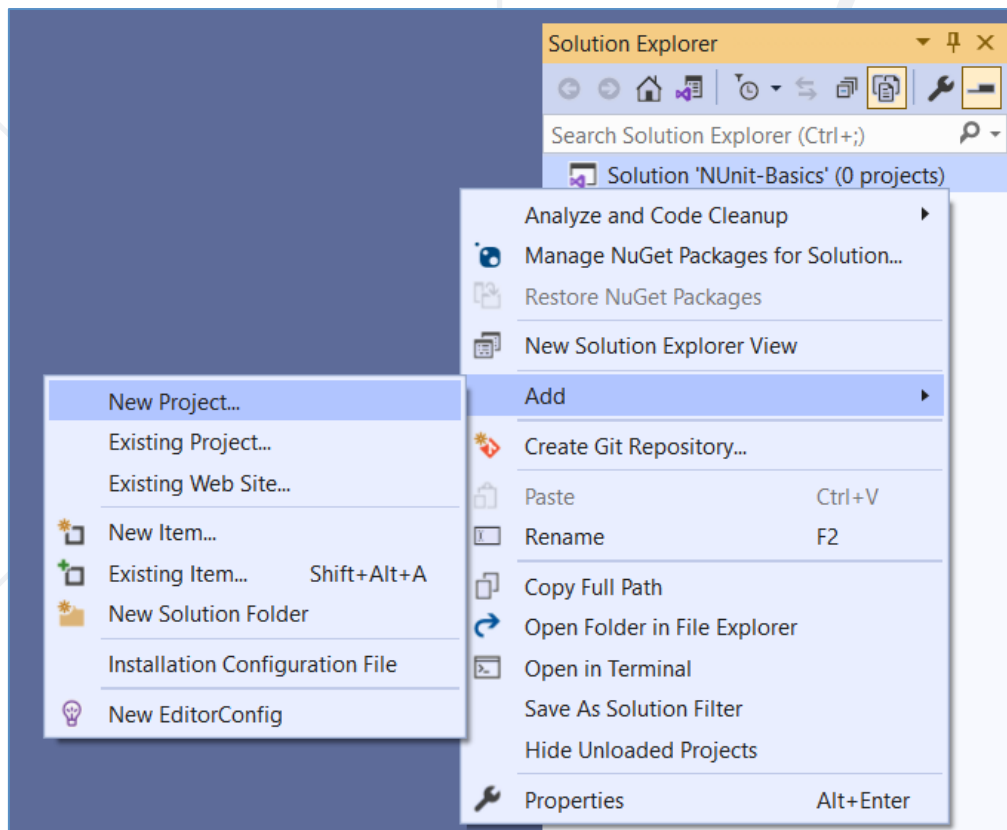 Solution Explorer
Search Solution Explorer (Ctrl+;)
Solution 'NUnit-Basics' (0 projects)
Analyze and Code Cleanup
Manage NuGet Packages for Solution...
Restore NuGet Packages
New Solution Explorer View
Add
Create Git Repository...
Paste Ctrl+V
Rename F2
Copy Full Path
Open Folder in File Explorer
Open in Terminal
Save As Solution Filter
Hide Unloaded Projects
Properties Alt+Enter
New Project...
Existing Project...
Existing Web Site...
New Item...
Existing Item... Shift+Alt+A
New Solution Folder
Installation Configuration File
New EditorConfig